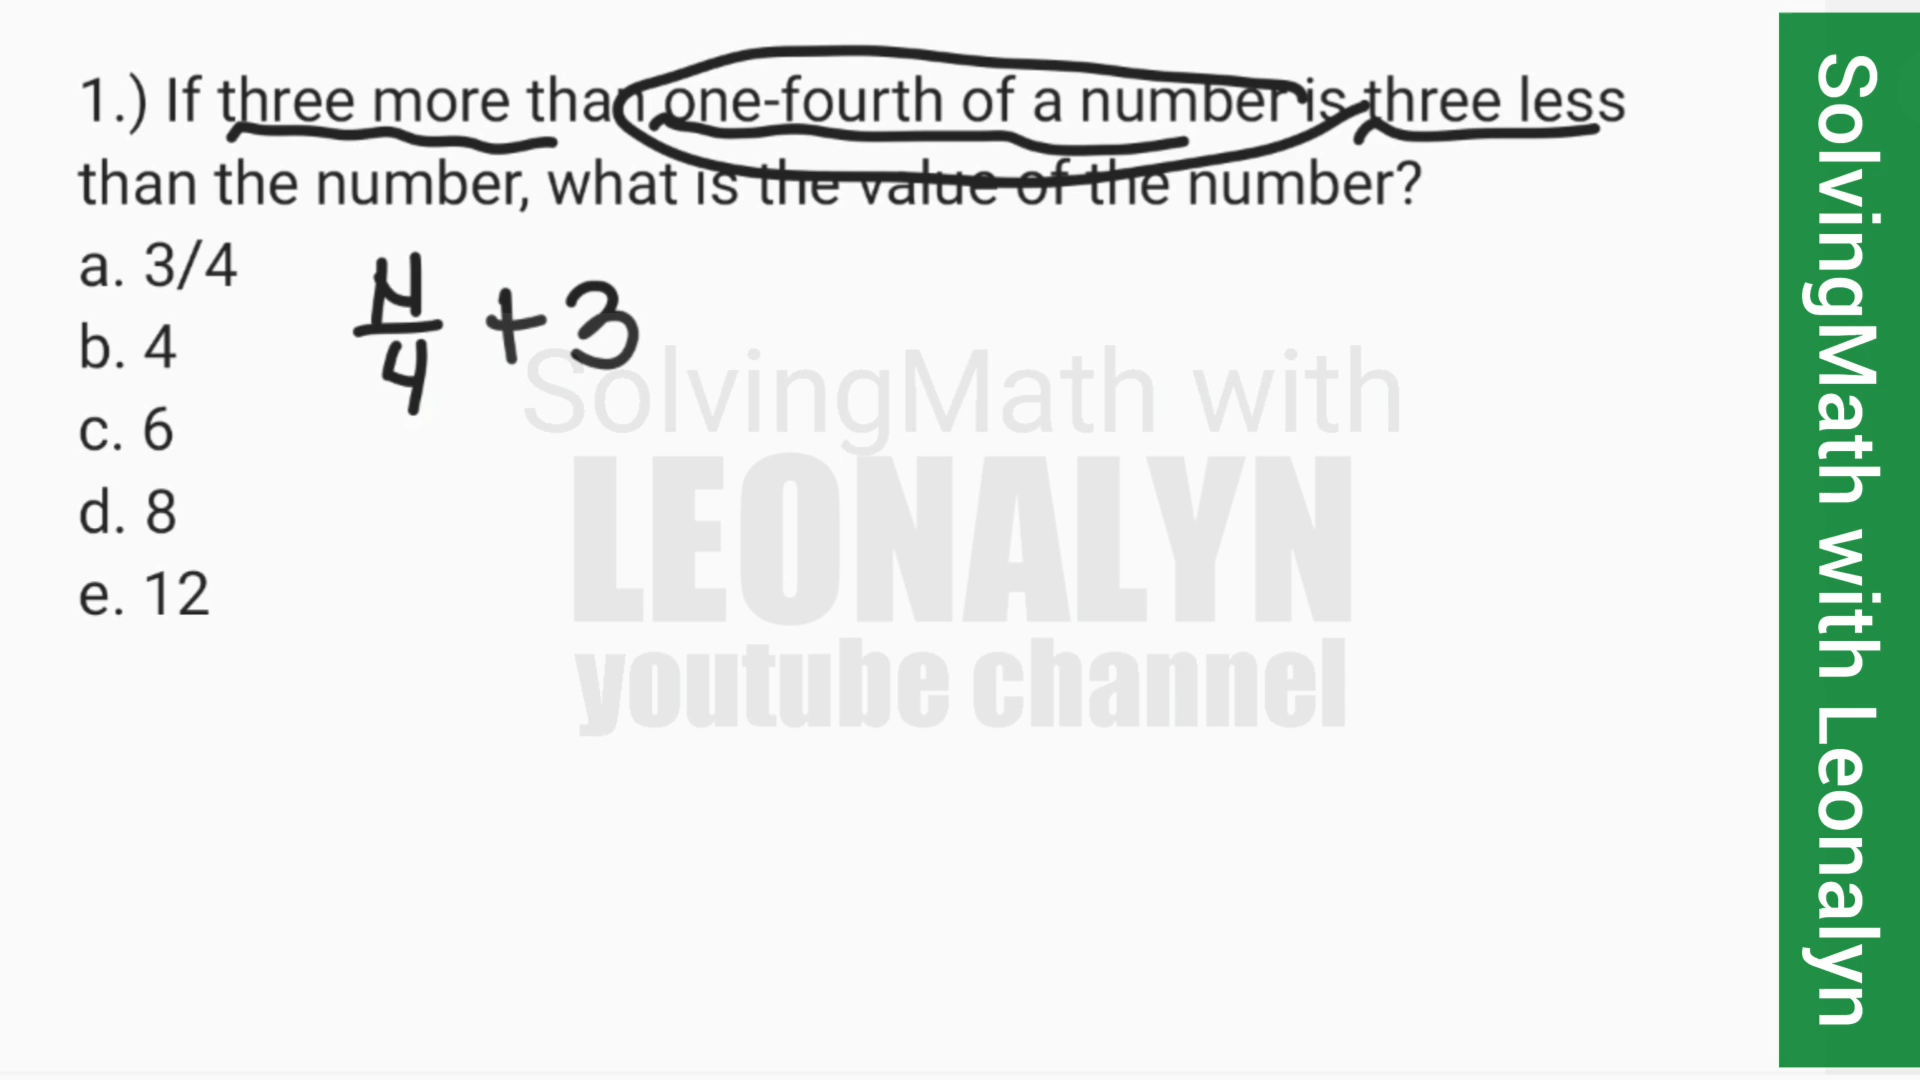 1.) If three more than one-fourth of a number is three less
than the number, what is the value of the number?
a. 3/4
b. 4
c. 6
d. 8
e. 12
N/4 + 3
SolvingMath with
LEONALYN
youtube channel
SolvingMath with Leonalyn